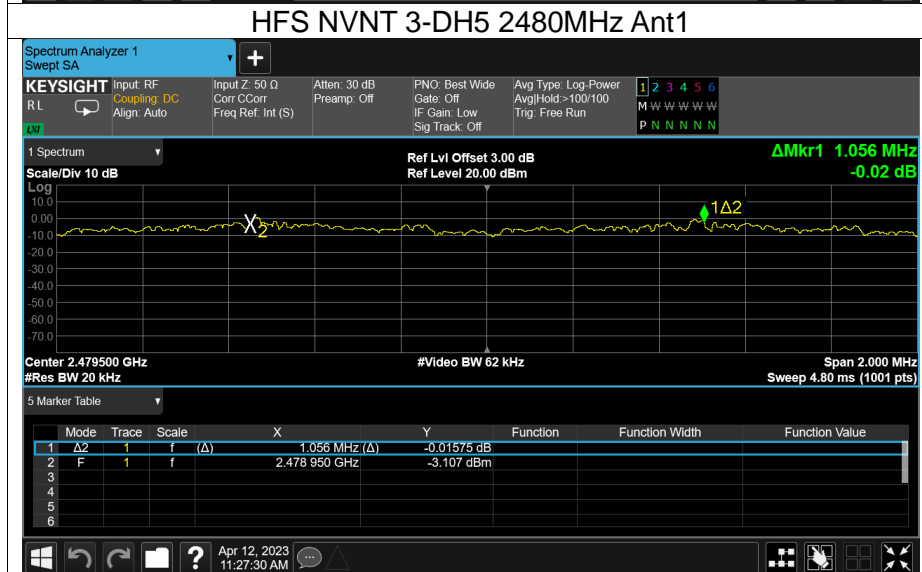 HFS NVNT 3-DH5 2480MHz Ant1
Spectrum Analyzer 1
Swept SA
+
KEYSIGHT Input: RF Input Z: 50 Ω Atten: 30 dB PNO: Best Wide Avg Type: Log-Power 1 2 3 4 5 6
RL Coupling: DC Corr CCorr Preamp: Off Gate: Off Avg|Hold:>100/100 M W W W W W
Align: Auto Freq Ref: Int (S) IF Gain: Low Trig: Free Run
LXI Sig Track: Off P N N N N N
1 Spectrum Ref Lvl Offset 3.00 dB ΔMkr1 1.056 MHz
Scale/Div 10 dB Ref Level 20.00 dBm -0.02 dB
Log
10.0
1Δ2
0.00
X2
-10.0
-20.0
-30.0
-40.0
-50.0
-60.0
-70.0
Center 2.479500 GHz #Video BW 62 kHz Span 2.000 MHz
#Res BW 20 kHz Sweep 4.80 ms (1001 pts)
5 Marker Table
Mode Trace Scale X Y Function Function Width Function Value
1 Δ2 1 f (Δ) 1.056 MHz (Δ) -0.01575 dB
2 F 1 f 2.478 950 GHz -3.107 dBm
3
4
5
6
? Apr 12, 2023
11:27:30 AM